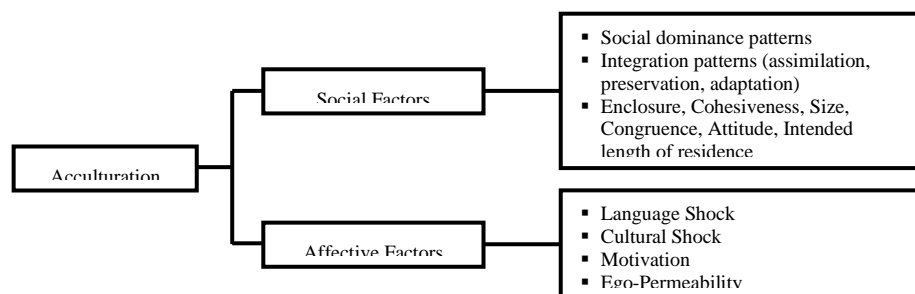 Acculturation
Social Factors
▪ Social dominance patterns
▪ Integration patterns (assimilation,
preservation, adaptation)
▪ Enclosure, Cohesiveness, Size,
Congruence, Attitude, Intended
length of residence
Affective Factors
▪ Language Shock
▪ Cultural Shock
▪ Motivation
▪ Ego-Permeability